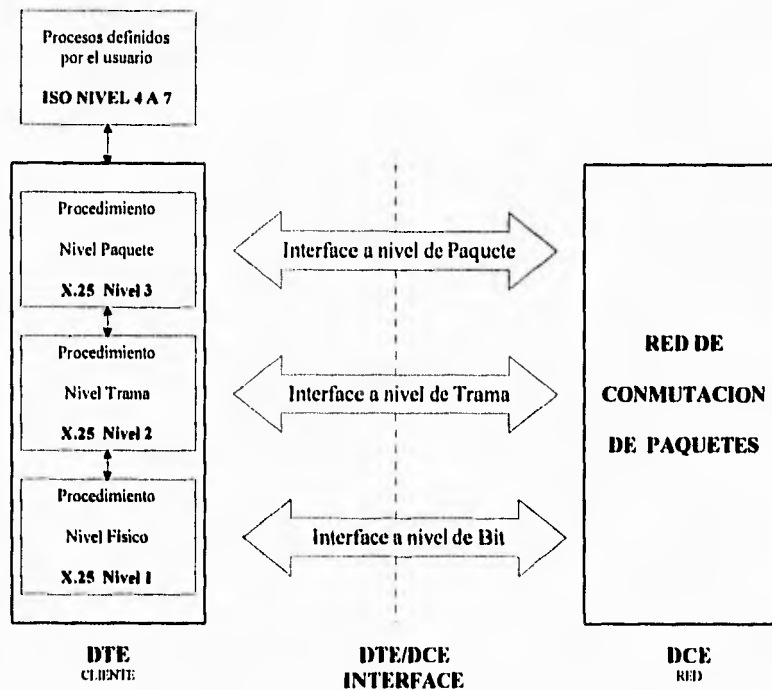 Procesos definidos
por el usuario
ISO NIVEL 4 A 7
Procedimiento
Nivel Paquete
X.25 Nivel 3
Procedimiento
Nivel Trama
X.25 Nivel 2
Procedimiento
Nivel Físico
X.25 Nivel 1
Interface a nivel de Paquete
Interface a nivel de Trama
Interface a nivel de Bit
RED DE
CONMUTACION
DE PAQUETES
DTE
CLIENTE
DTE/DCE
INTERFACE
DCE
RED